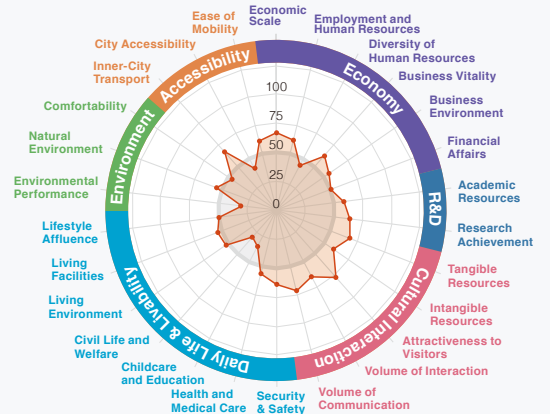 Economic
Scale
Employment and
Human Resources
Diversity of
Human Resources
Business Vitality
Business
Environment
Financial
Affairs
Academic
Resources
Research
Achievement
Tangible
Resources
Intangible
Resources
Attractiveness to
Visitors
Volume of Interaction
Volume of
Communication
Security
& Safety
Health and
Medical Care
Childcare
and Education
Civil Life and
Welfare
Living
Environment
Living
Facilities
Lifestyle
Affluence
Environmental
Performance
Natural
Environment
Comfortability
Inner-City
Transport
City Accessibility
Ease of
Mobility
Economy
R&D
Cultural Interaction
Daily Life & Livability
Environment
Accessibility
100
75
50
25
0